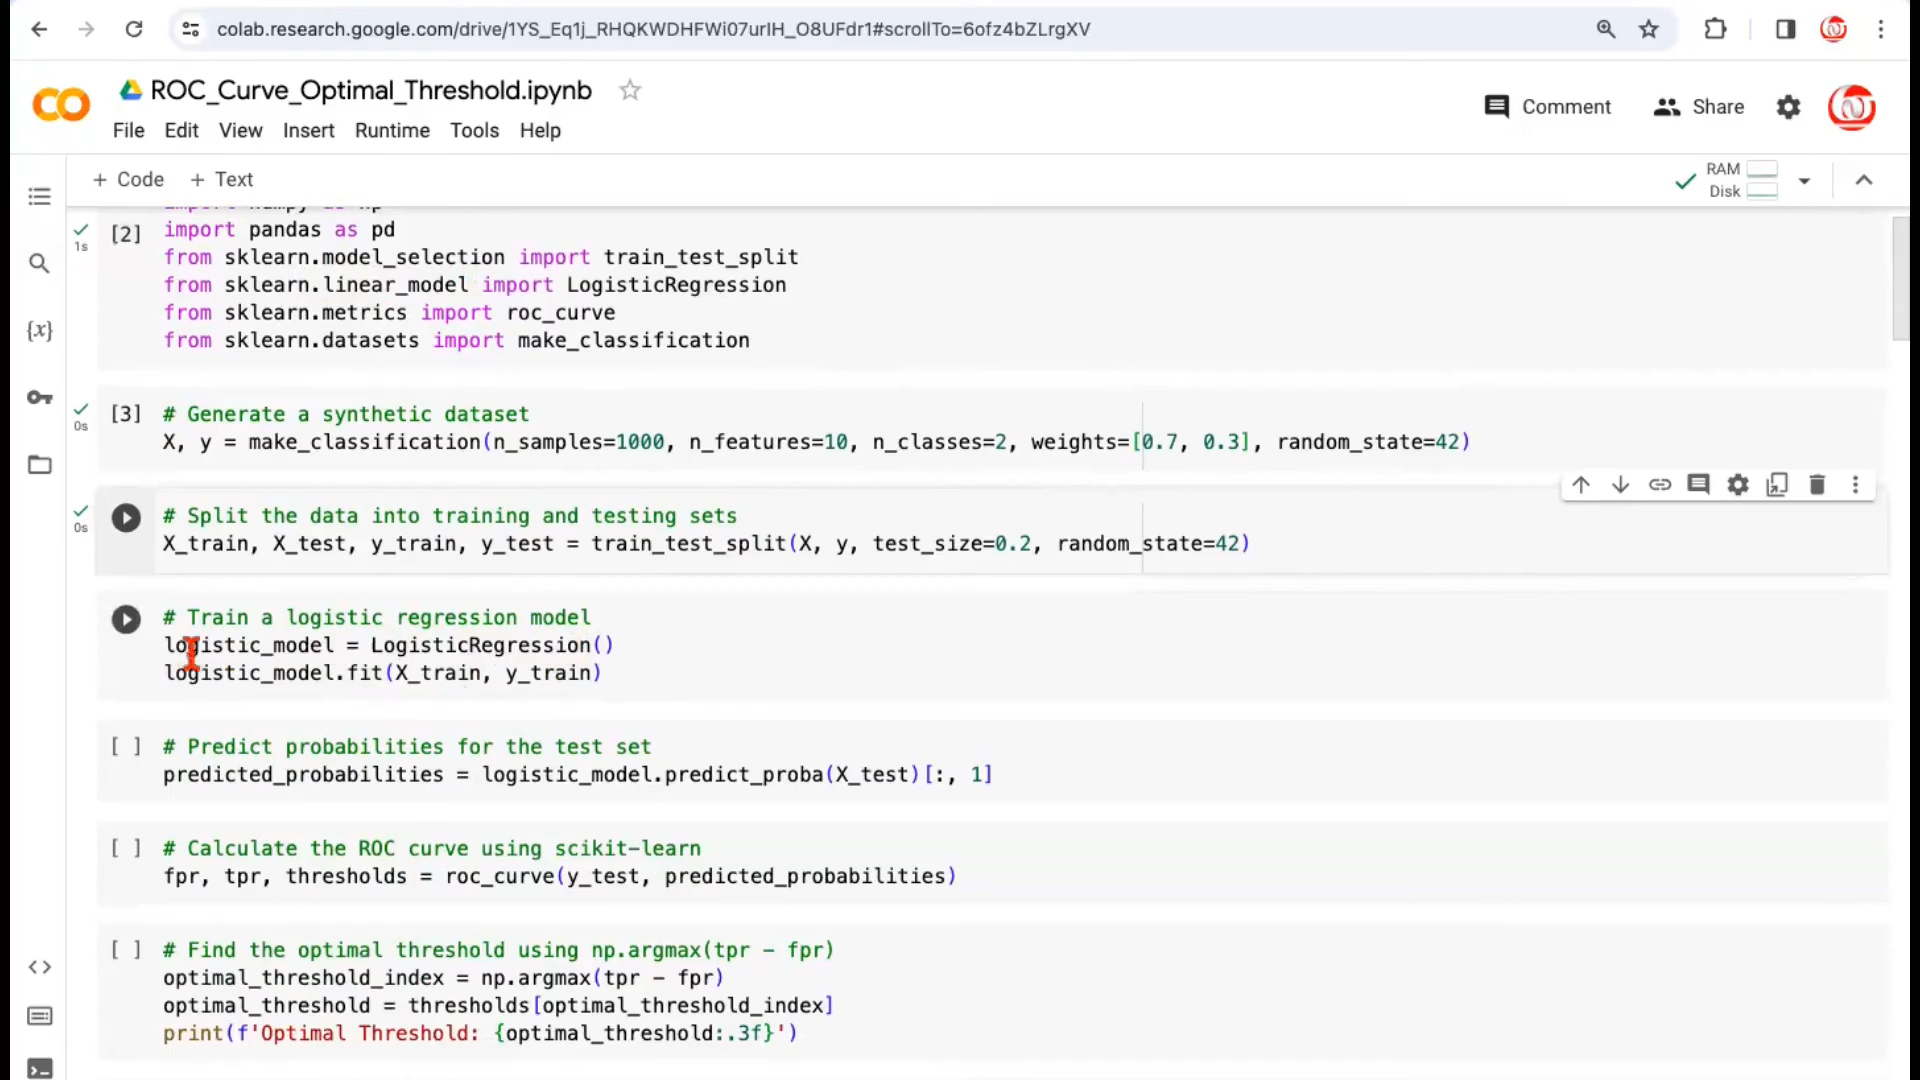 colab.research.google.com/drive/1YS_Eq1j_RHQKWDHFWi07urIH_O8UFdr1#scrollTo=6ofz4bZLrgXV
CO
ROC_Curve_Optimal_Threshold.ipynb
Comment
Share
File Edit View Insert Runtime Tools Help
+ Code + Text
RAM
Disk
import numpy as np
[2] import pandas as pd
1s
from sklearn.model_selection import train_test_split
from sklearn.linear_model import LogisticRegression
from sklearn.metrics import roc_curve
from sklearn.datasets import make_classification
[3] # Generate a synthetic dataset
0s
X, y = make_classification(n_samples=1000, n_features=10, n_classes=2, weights=[0.7, 0.3], random_state=42)
# Split the data into training and testing sets
0s
X_train, X_test, y_train, y_test = train_test_split(X, y, test_size=0.2, random_state=42)
# Train a logistic regression model
logistic_model = LogisticRegression()
logistic_model.fit(X_train, y_train)
[ ] # Predict probabilities for the test set
predicted_probabilities = logistic_model.predict_proba(X_test)[:, 1]
[ ] # Calculate the ROC curve using scikit-learn
fpr, tpr, thresholds = roc_curve(y_test, predicted_probabilities)
[ ] # Find the optimal threshold using np.argmax(tpr - fpr)
optimal_threshold_index = np.argmax(tpr - fpr)
optimal_threshold = thresholds[optimal_threshold_index]
print(f'Optimal Threshold: {optimal_threshold:.3f}')